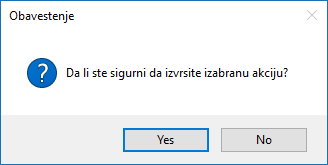 Obavestenje
Da li ste sigurni da izvrsite izabranu akciju?
Yes
No